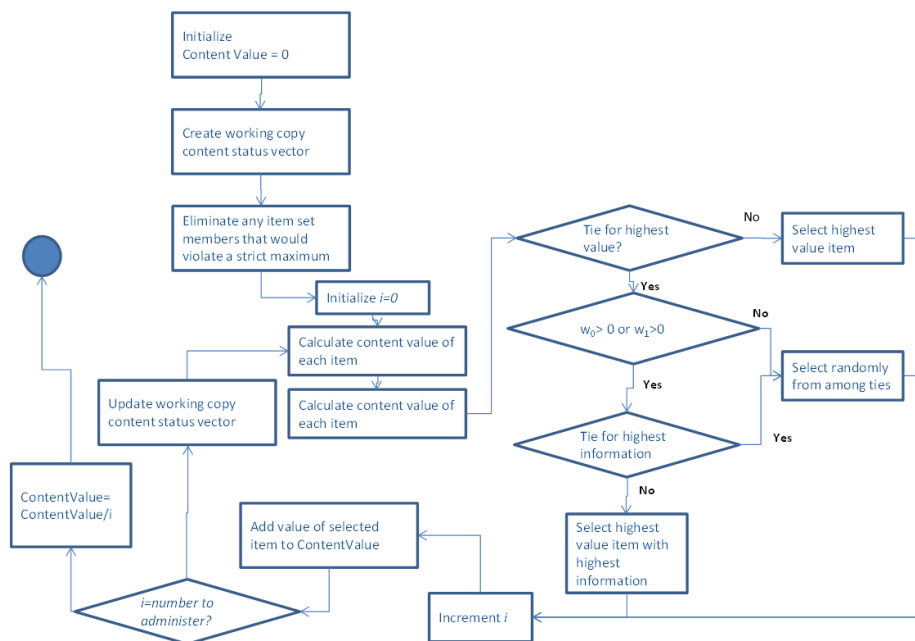 Initialize
Content Value = 0
Create working copy
content status vector
Eliminate any item set
members that would
violate a strict maximum
Initialize i=0
Calculate content value of
each item
Calculate content value of
each item
Tie for highest
value?
No
Select highest
value item
Yes
w₀> 0 or w₁>0
No
Select randomly
from among ties
Yes
Tie for highest
information
Yes
No
Select highest
value item with
highest
information
Increment i
Add value of selected
item to ContentValue
i=number to
administer?
Update working copy
content status vector
ContentValue=
ContentValue/i